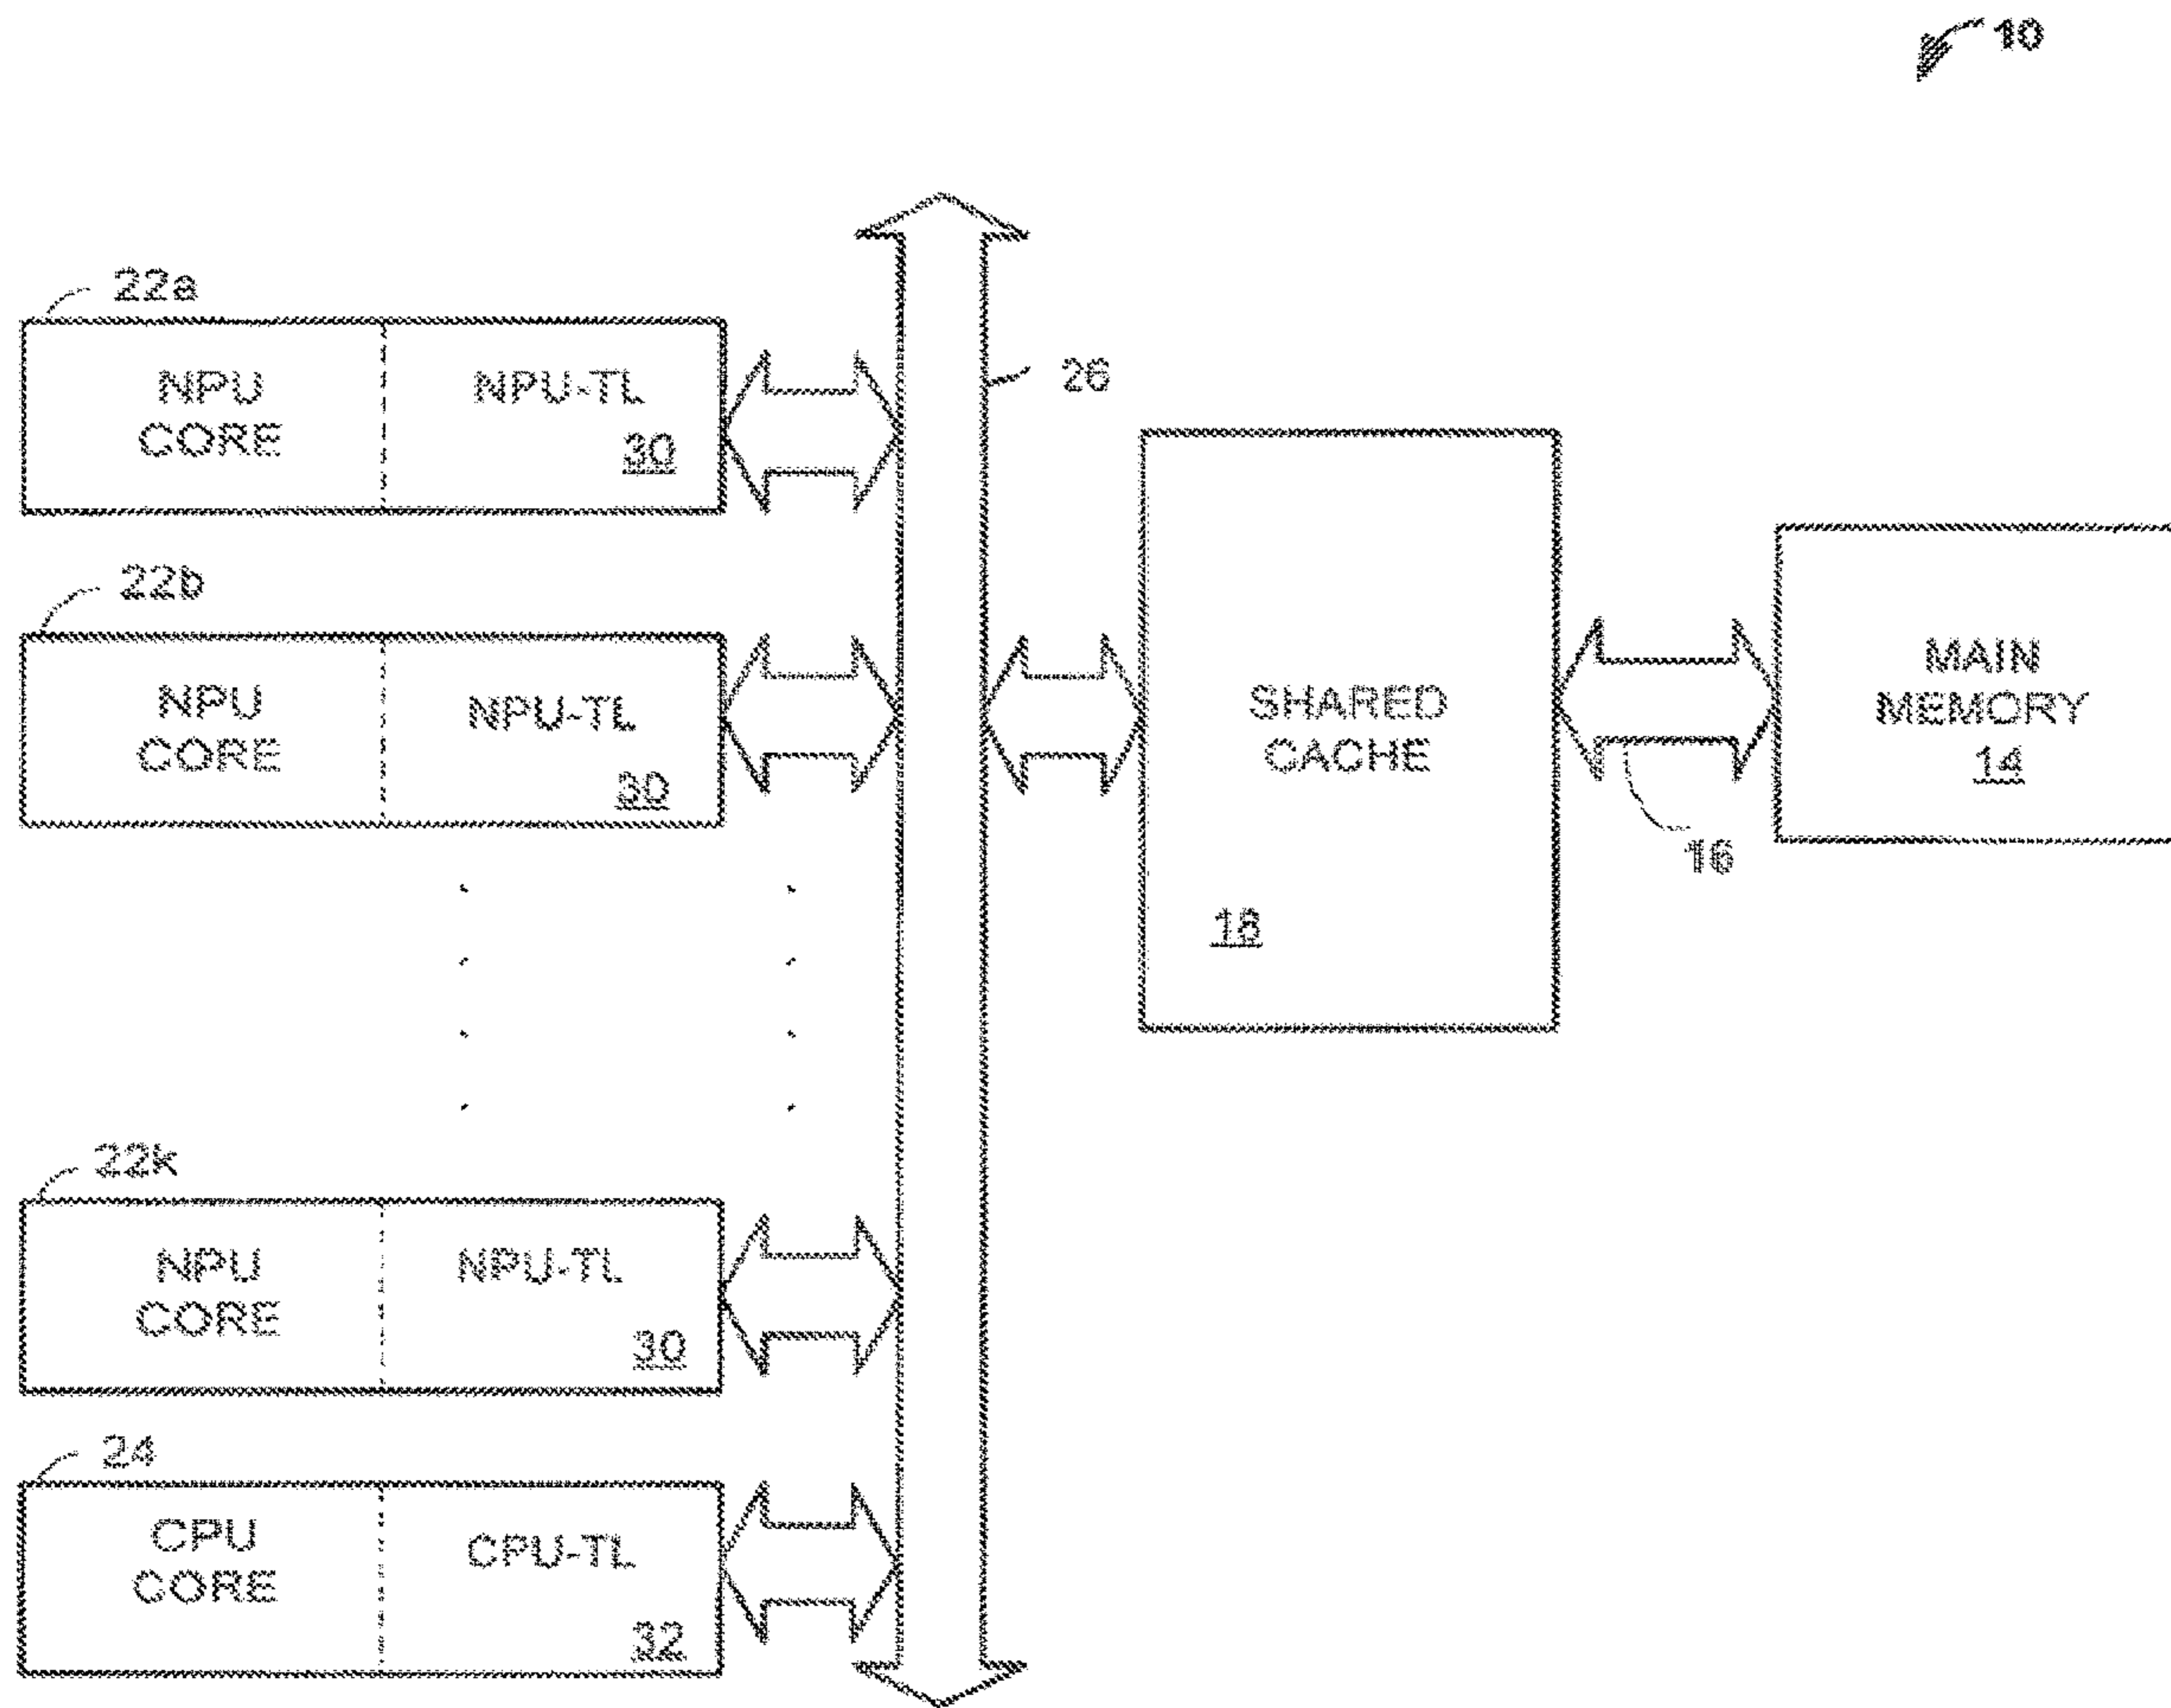 10
22a
NPU
CORE
NPU-TL
30
26
22b
NPU
CORE
NPU-TL
30
SHARED
CACHE
18
MAIN
MEMORY
14
16
22k
NPU
CORE
NPU-TL
30
24
CPU
CORE
CPU-TL
32